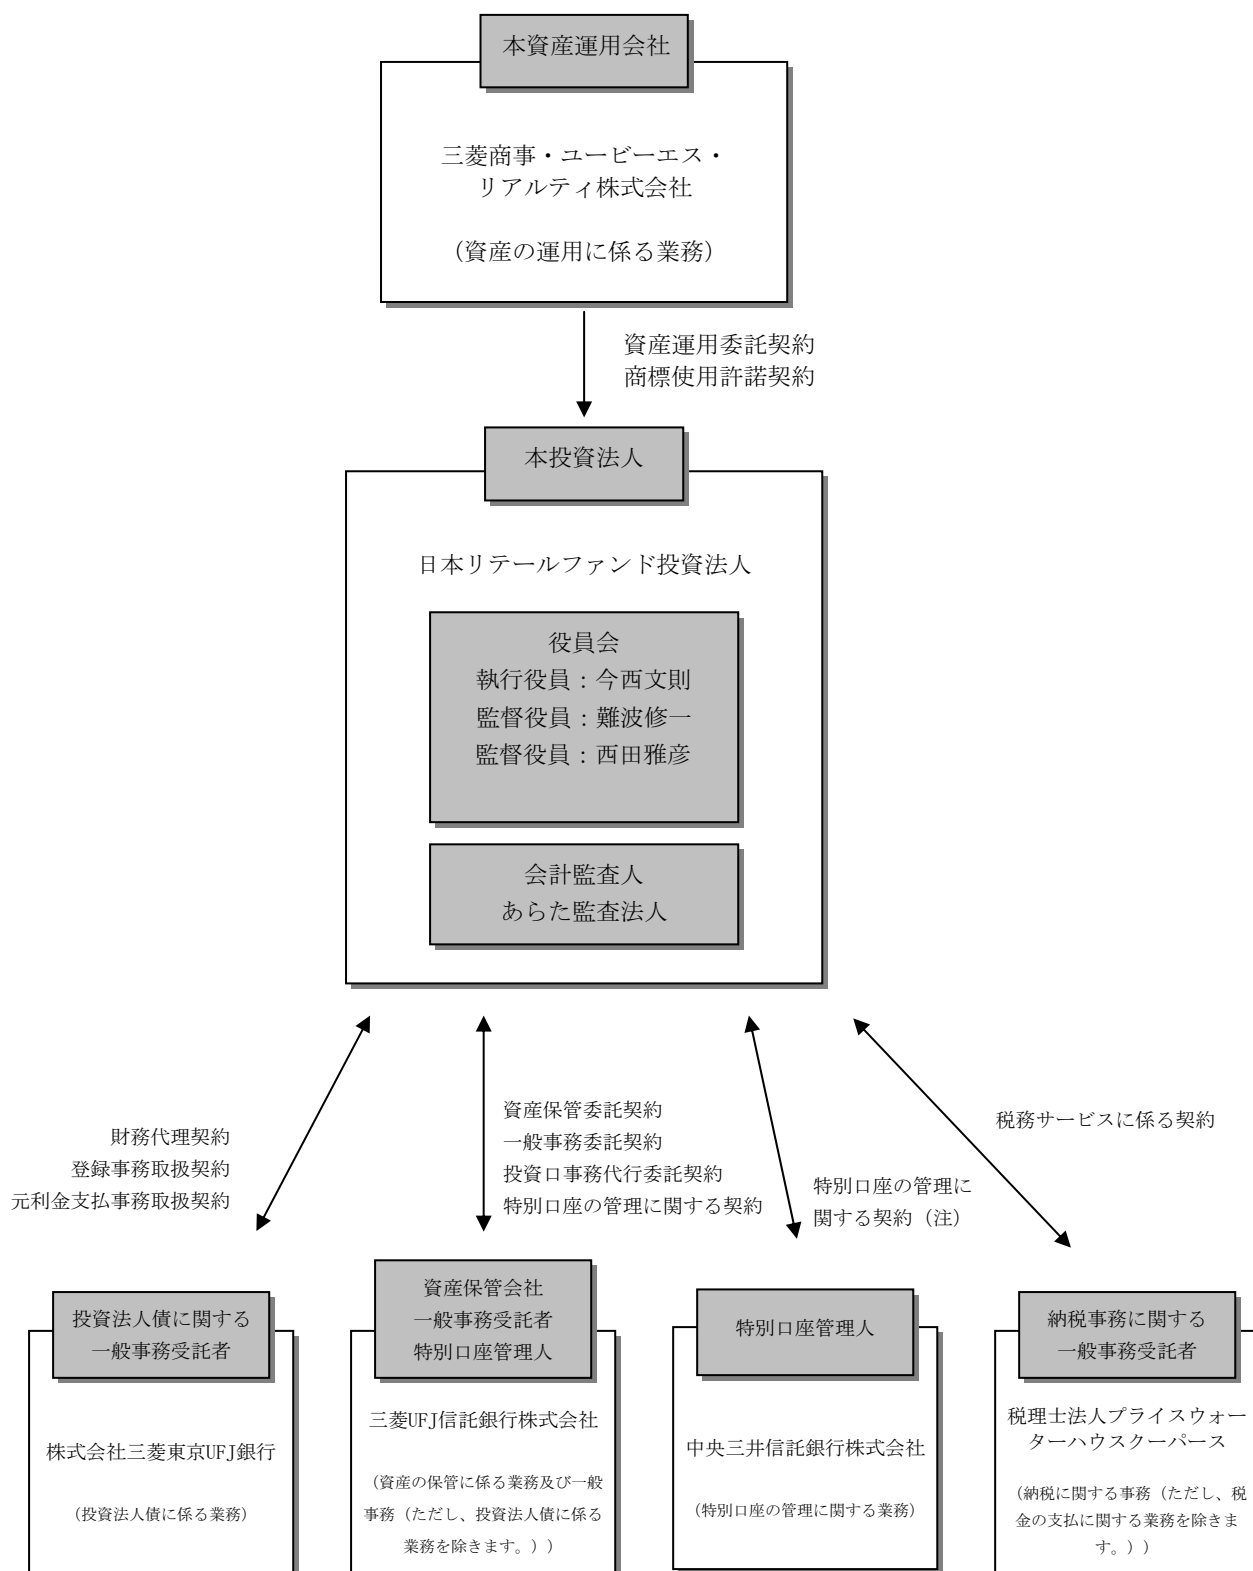 本資産運用会社
三菱商事・ユービーエス・
リアルティ株式会社
（資産の運用に係る業務）
資産運用委託契約
商標使用許諾契約
本投資法人
日本リテールファンド投資法人
役員会
執行役員：今西文則
監督役員：難波修一
監督役員：西田雅彦
会計監査人
あらた監査法人
財務代理契約
登録事務取扱契約
元利金支払事務取扱契約
資産保管委託契約
一般事務委託契約
投資口事務代行委託契約
特別口座の管理に関する契約
特別口座の管理に
関する契約（注）
税務サービスに係る契約
投資法人債に関する
一般事務受託者
株式会社三菱東京UFJ銀行
（投資法人債に係る業務）
資産保管会社
一般事務受託者
特別口座管理人
三菱UFJ信託銀行株式会社
（資産の保管に係る業務及び一般
事務（ただし、投資法人債に係る
業務を除きます。））
特別口座管理人
中央三井信託銀行株式会社
（特別口座の管理に関する業務）
納税事務に関する
一般事務受託者
税理士法人プライスウォー
ターハウスクーパース
（納税に関する事務（ただし、税
金の支払に関する業務を除きま
す。））